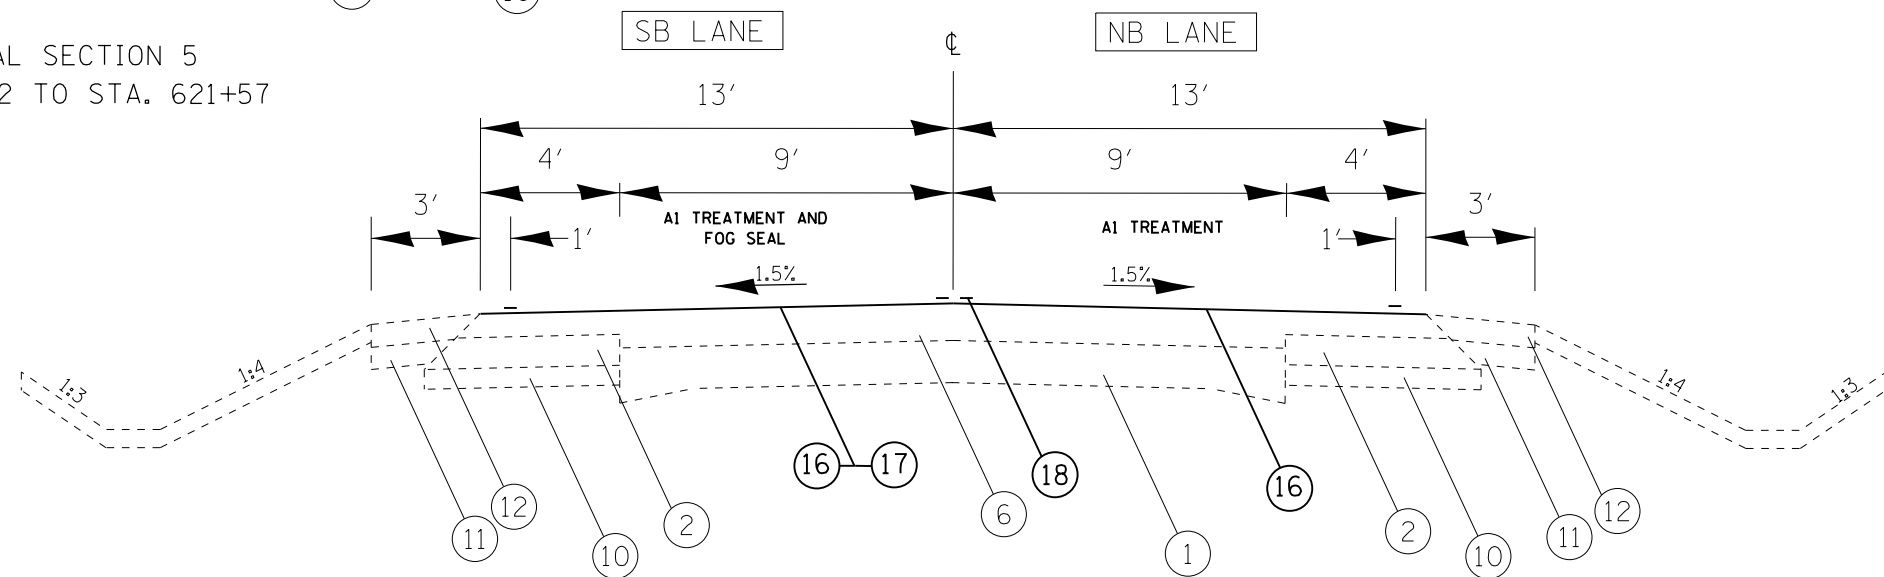 SB LANE
NB LANE
℄
AL SECTION 5
2 TO STA. 621+57
13' 13'
4' 9' 9' 4'
3' 3'
A1 TREATMENT AND
FOG SEAL
A1 TREATMENT
1' 1'
1.5% 1.5%
1:3 1:4 1:4 1:3
16 17 18 16
12 6 12
11 2 2 11
10 1 10